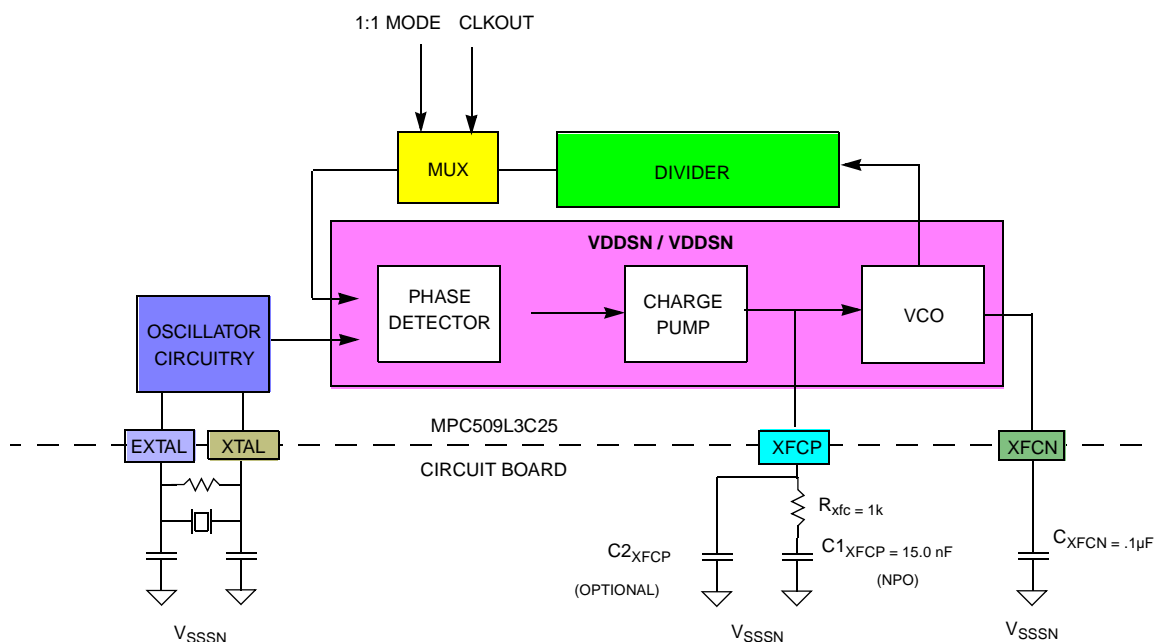 1:1 MODE CLKOUT
MUX
DIVIDER
VDDSN / VDDSN
PHASE
DETECTOR
CHARGE
PUMP
VCO
OSCILLATOR
CIRCUITRY
MPC509L3C25
EXTAL
XTAL
XFCP
XFCN
CIRCUIT BOARD
Rxfc = 1k
C2XFCP
(OPTIONAL)
C1XFCP = 15.0 nF
(NPO)
CXFCN = .1µF
VSSSN
VSSSN
VSSSN